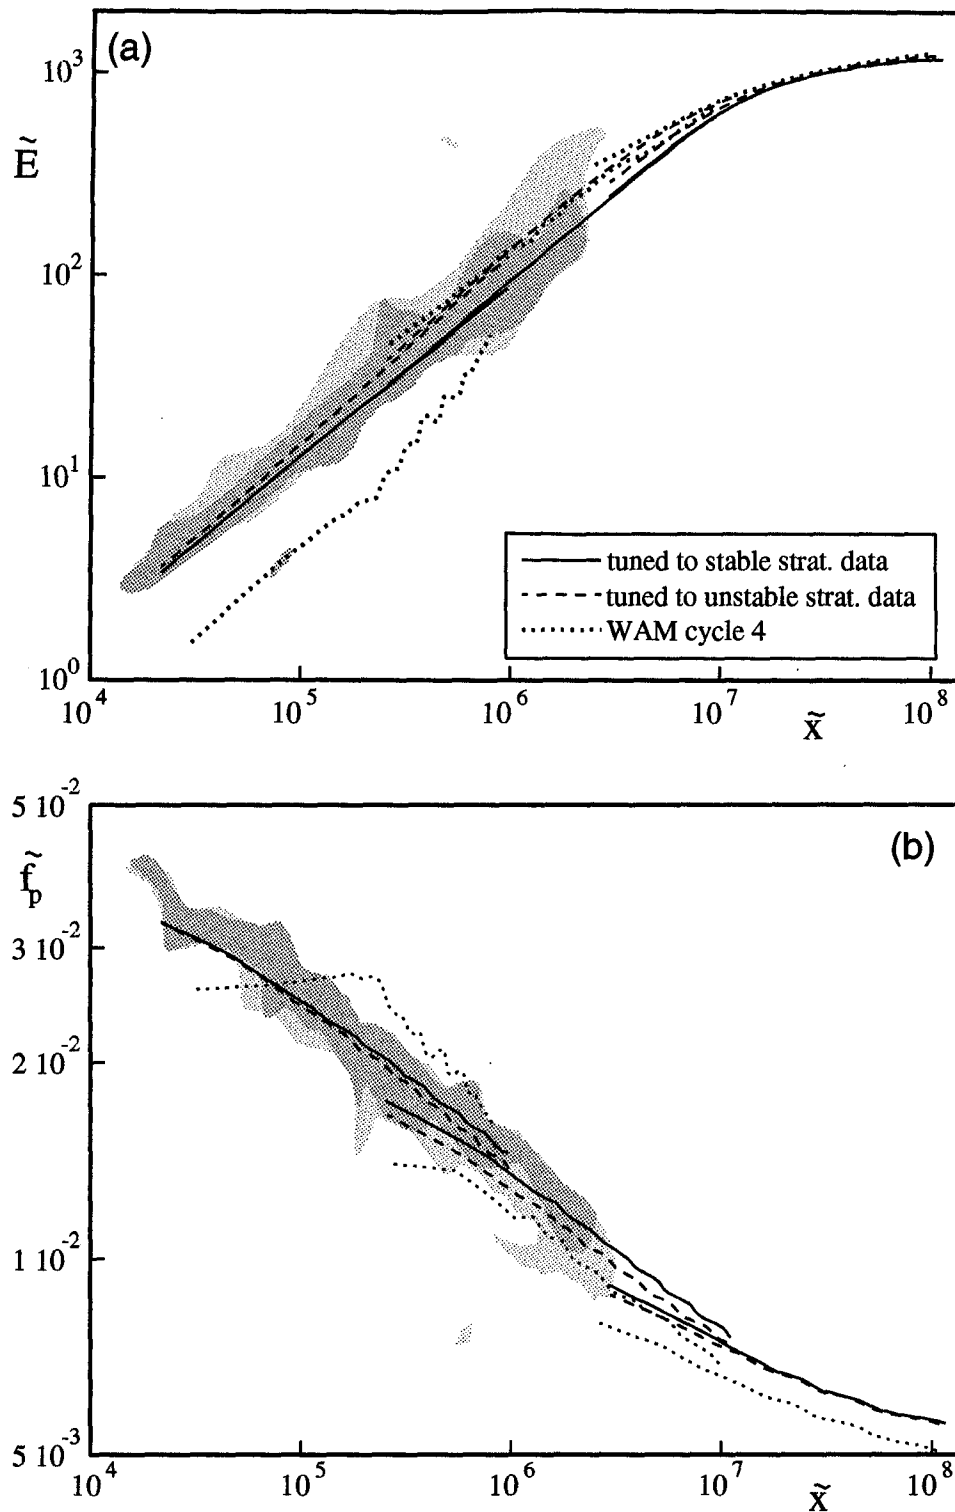 (a)
10³
Ẽ
10²
10¹
tuned to stable strat. data
tuned to unstable strat. data
WAM cycle 4
10⁰
10⁴ 10⁵ 10⁶ 10⁷ 10⁸
x̃
5 10⁻²
(b)
f̃ₚ
3 10⁻²
2 10⁻²
1 10⁻²
5 10⁻³
10⁴ 10⁵ 10⁶ 10⁷ 10⁸
x̃